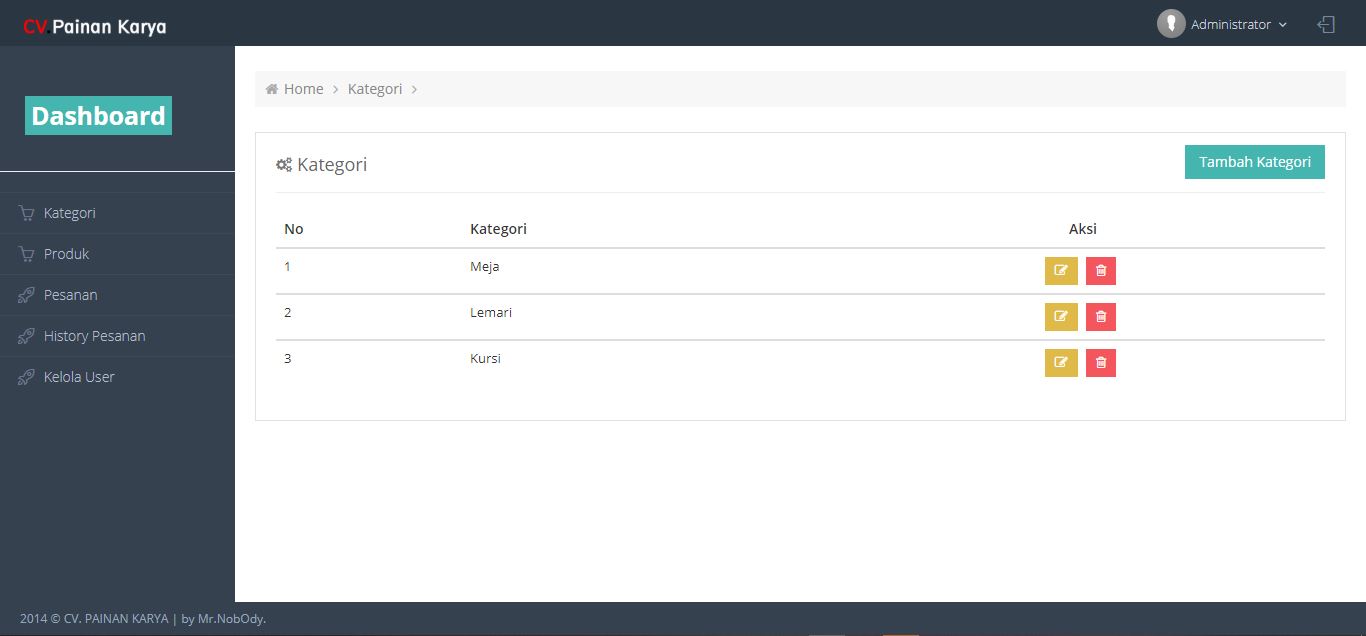 CV.Painan Karya
Administrator
Dashboard
Home
Kategori
Kategori
Tambah Kategori
Kategori
Produk
Pesanan
History Pesanan
Kelola User
No Kategori Aksi
1 Meja
2 Lemari
3 Kursi
2014 © CV. PAINAN KARYA | by Mr.NobOdy.